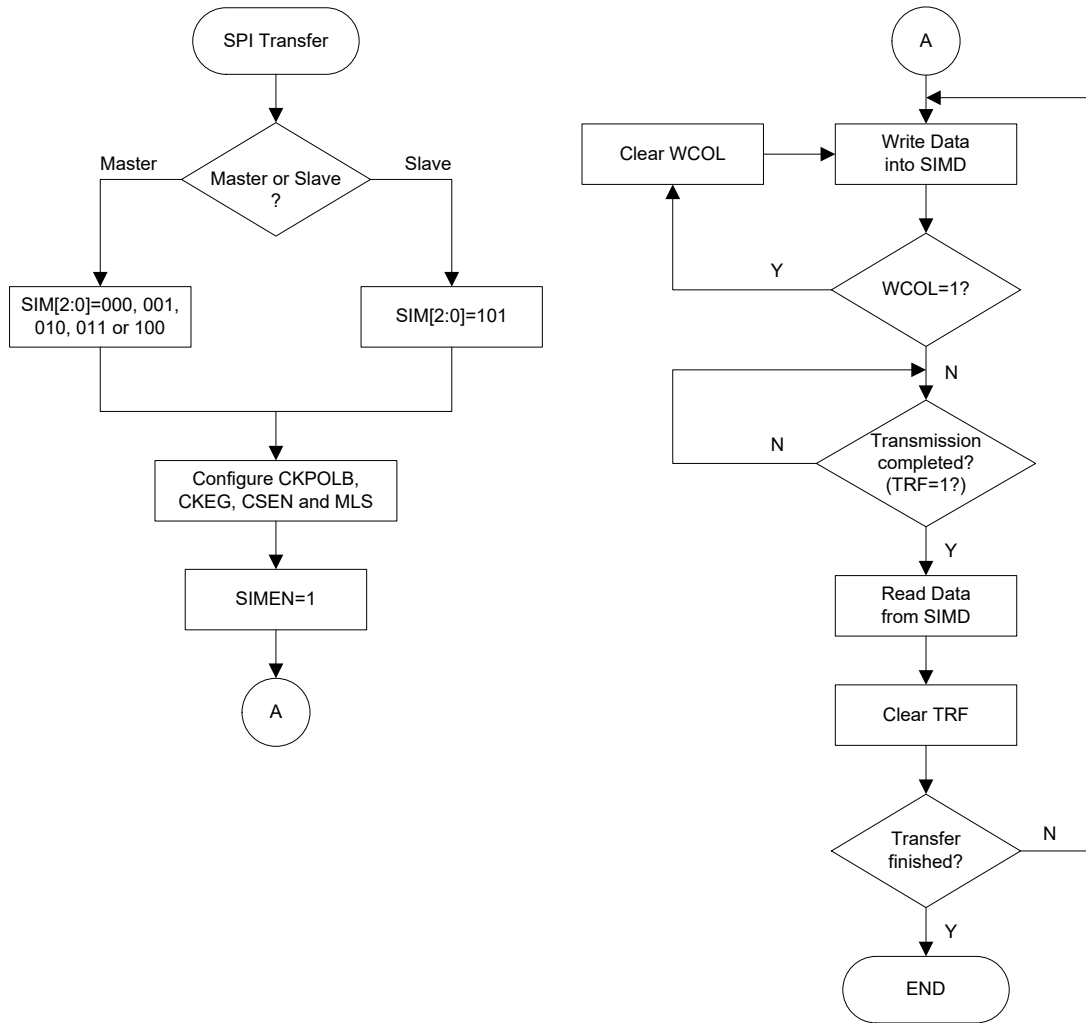 SPI Transfer
Master or Slave
?
Master
Slave
SIM[2:0]=000, 001,
010, 011 or 100
SIM[2:0]=101
Configure CKPOLB,
CKEG, CSEN and MLS
SIMEN=1
A
A
Clear WCOL
Write Data
into SIMD
Y
WCOL=1?
N
N
Transmission
completed?
(TRF=1?)
Y
Read Data
from SIMD
Clear TRF
Transfer
finished?
N
Y
END